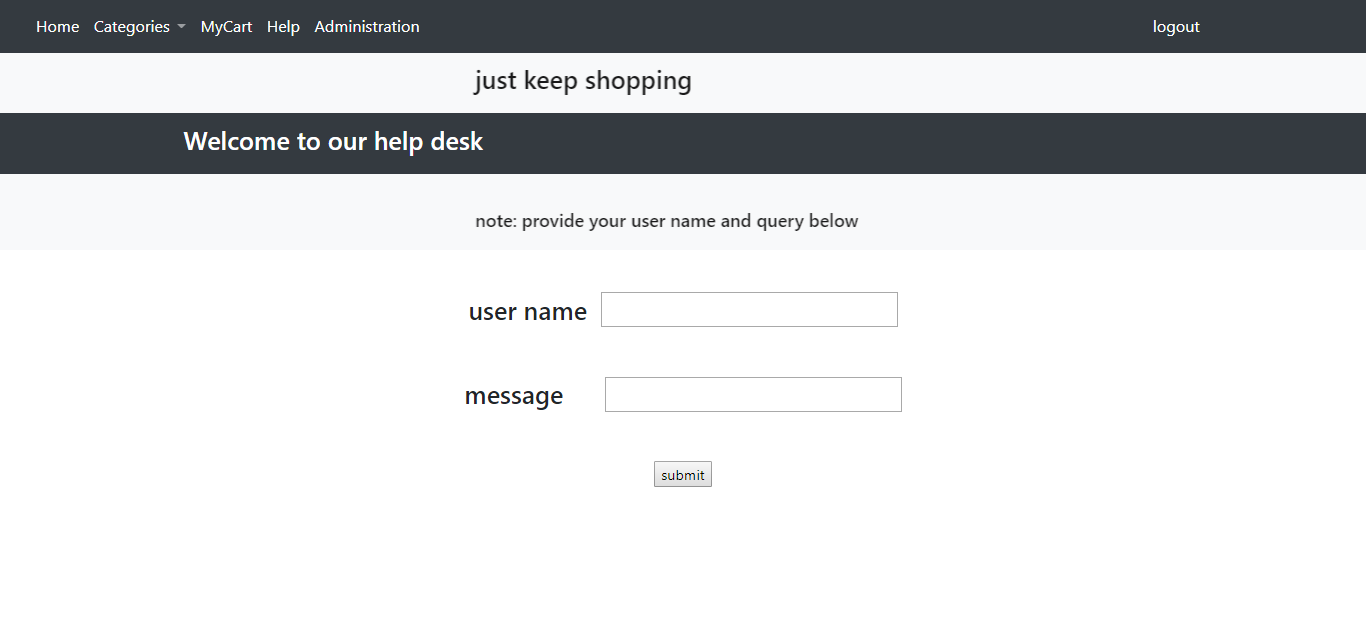 Home Categories MyCart Help Administration logout
just keep shopping
Welcome to our help desk
note: provide your user name and query below
user name
message
submit